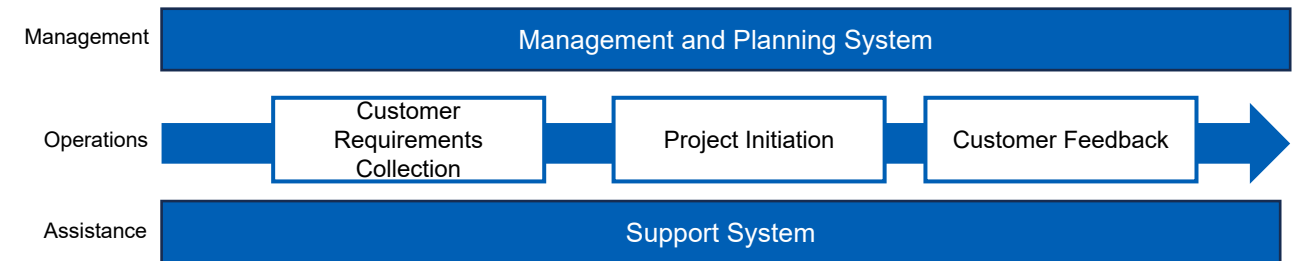 Management
Management and Planning System
Operations
Customer
Requirements
Collection
Project Initiation
Customer Feedback
Assistance
Support System